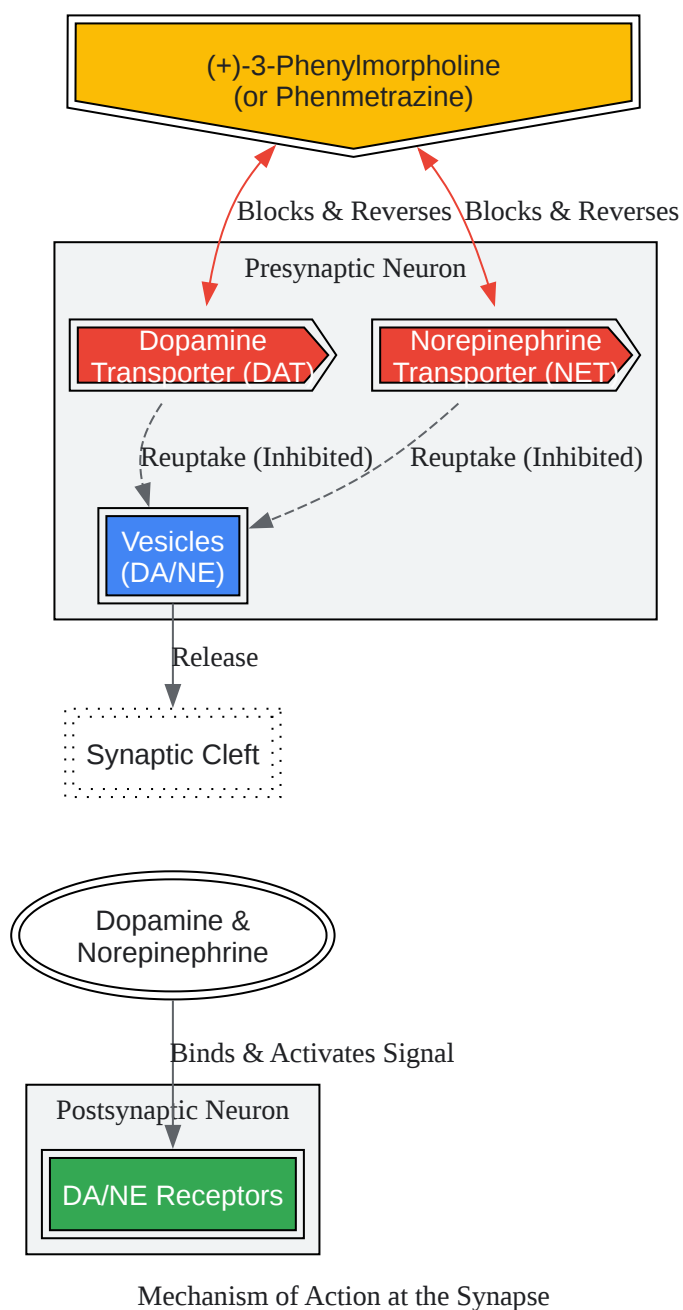 (+)-3-Phenylmorpholine
(or Phenmetrazine)
Blocks & Reverses
Blocks & Reverses
Presynaptic Neuron
Dopamine
Transporter (DAT)
Norepinephrine
Transporter (NET)
Reuptake (Inhibited)
Reuptake (Inhibited)
Vesicles
(DA/NE)
Release
Synaptic Cleft
Dopamine &
Norepinephrine
Binds & Activates Signal
Postsynaptic Neuron
DA/NE Receptors
Mechanism of Action at the Synapse